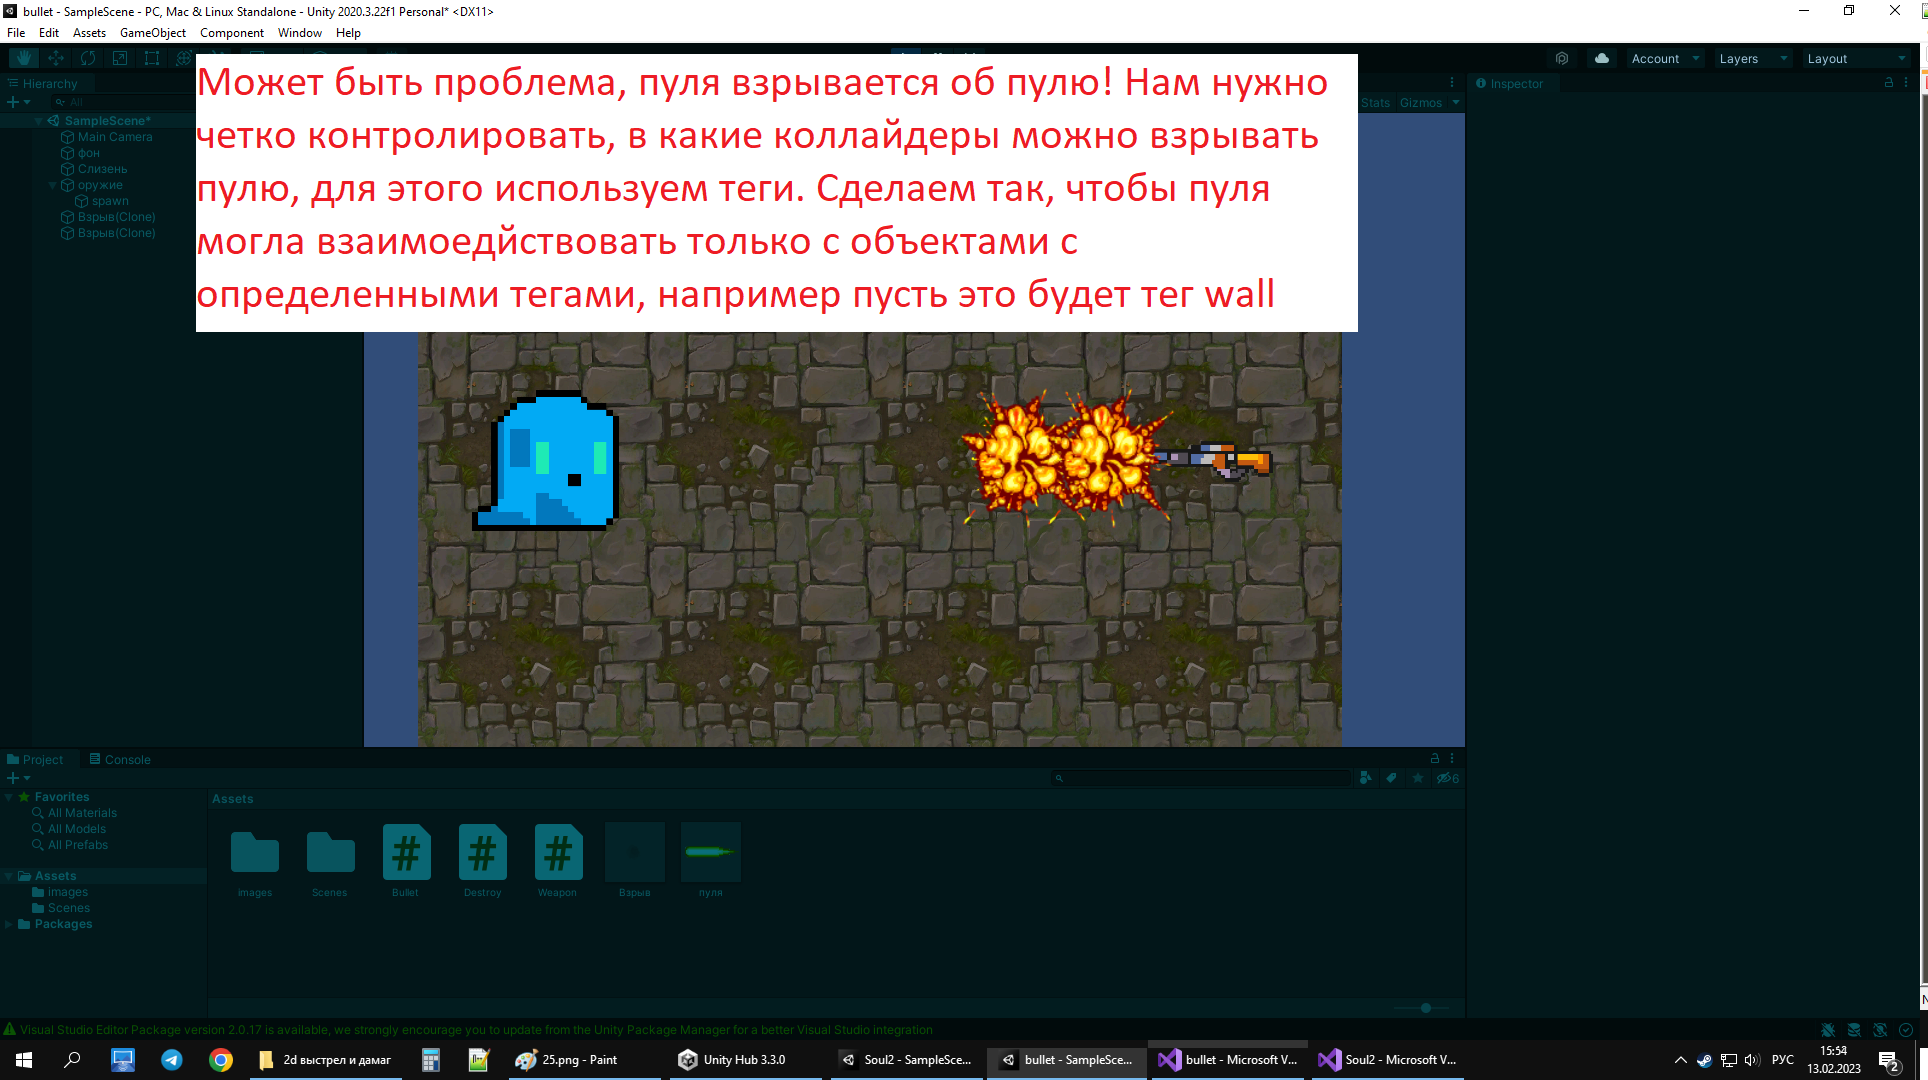 bullet - SampleScene - PC, Mac & Linux Standalone - Unity 2020.3.22f1 Personal* <DX11>
File Edit Assets GameObject Component Window Help
Account Layers Layout
Hierarchy
Inspector
All
Stats Gizmos
Может быть проблема, пуля взрывается об пулю! Нам нужно
четко контролировать, в какие коллайдеры можно взрывать
пулю, для этого используем теги. Сделаем так, чтобы пуля
могла взаимоедйствовать только с объектами с
определенными тегами, например пусть это будет тег wall
SampleScene*
Main Camera
фон
Слизень
оружие
spawn
Взрыв(Clone)
Взрыв(Clone)
Project Console
6
Favorites
All Materials
All Models
All Prefabs
Assets
images
Scenes
Packages
Assets
images Scenes Bullet Destroy Weapon Взрыв пуля
Visual Studio Editor Package version 2.0.17 is available, we strongly encourage you to update from the Unity Package Manager for a better Visual Studio integration
2d выстрел и дамаг 25.png - Paint Unity Hub 3.3.0 Soul2 - SampleSce... bullet - SampleSce... bullet - Microsoft V... Soul2 - Microsoft V...
РУС
13.02.2023
2